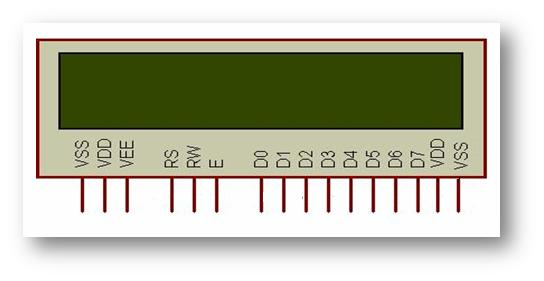 VSS VDD VEE RS RW E D0 D1 D2 D3 D4 D5 D6 D7 VDD VSS